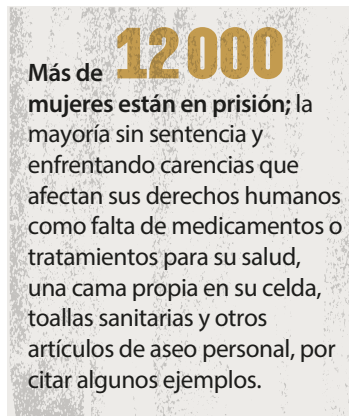 Más de 12 000
mujeres están en prisión; la
mayoría sin sentencia y
enfrentando carencias que
afectan sus derechos humanos
como falta de medicamentos o
tratamientos para su salud,
una cama propia en su celda,
toallas sanitarias y otros
artículos de aseo personal, por
citar algunos ejemplos.